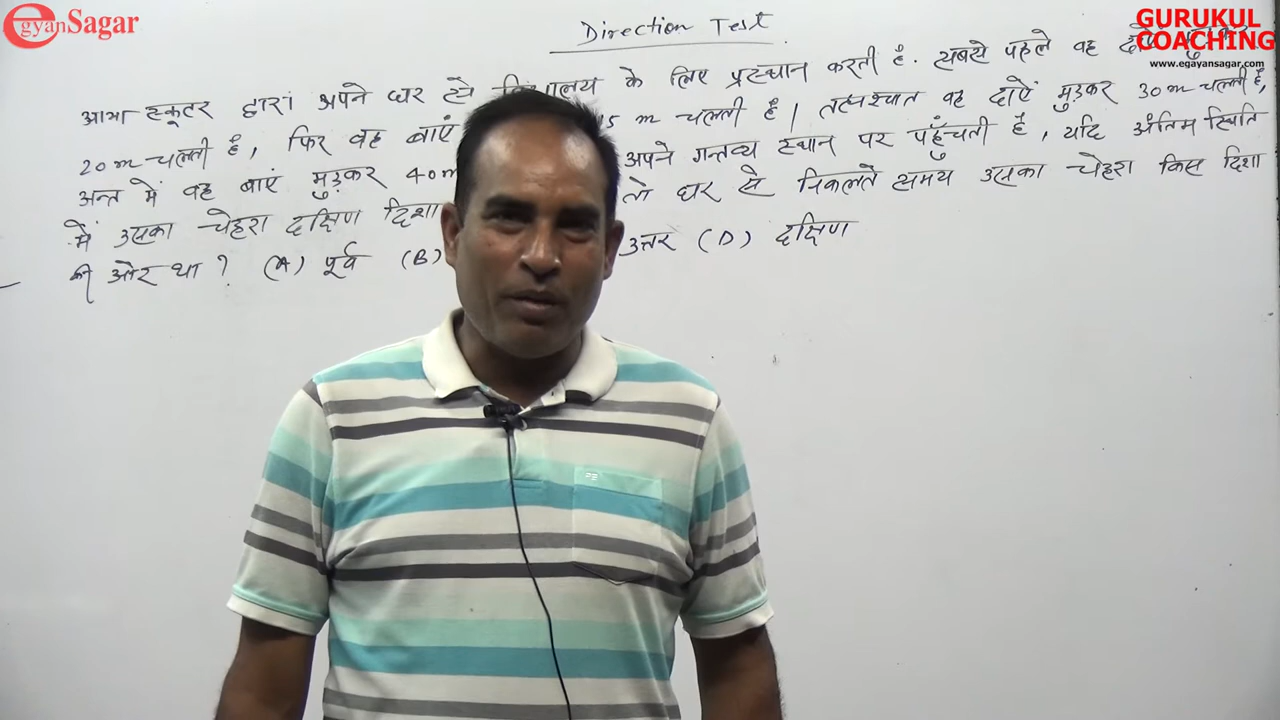 egyanSagar
GURUKUL
COACHING
www.egayansagar.com
Direction Test
आभा स्कूटर द्वारा अपने घर से के लिए प्रस्थान करती है. सबसे पहले वह
20 m चलती है, फिर वह बाएं 15 m चलती है । तत्पश्चात वह दाऐं मुड़कर 30 m चलती है,
अन्त में वह बाएं मुड़कर 40 m अपने गन्तव्य स्थान पर पहुँचती है, यदि अंतिम स्थिति
में उसका चेहरा दक्षिण दिशा घर से निकलते समय उसका चेहरा किस दिशा
की ओर था ? (A) पूर्व (B) उत्तर (D) दक्षिण